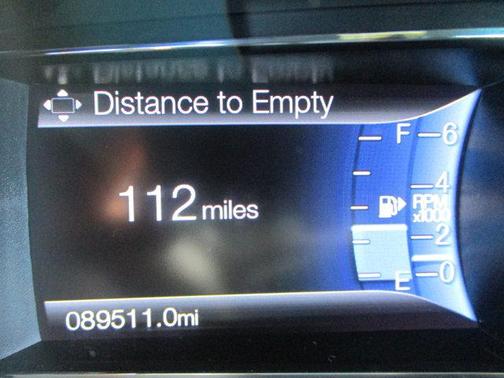 Distance to Empty
F 6
112 miles
4
RPM
x1000
2
E 0
089511.0mi